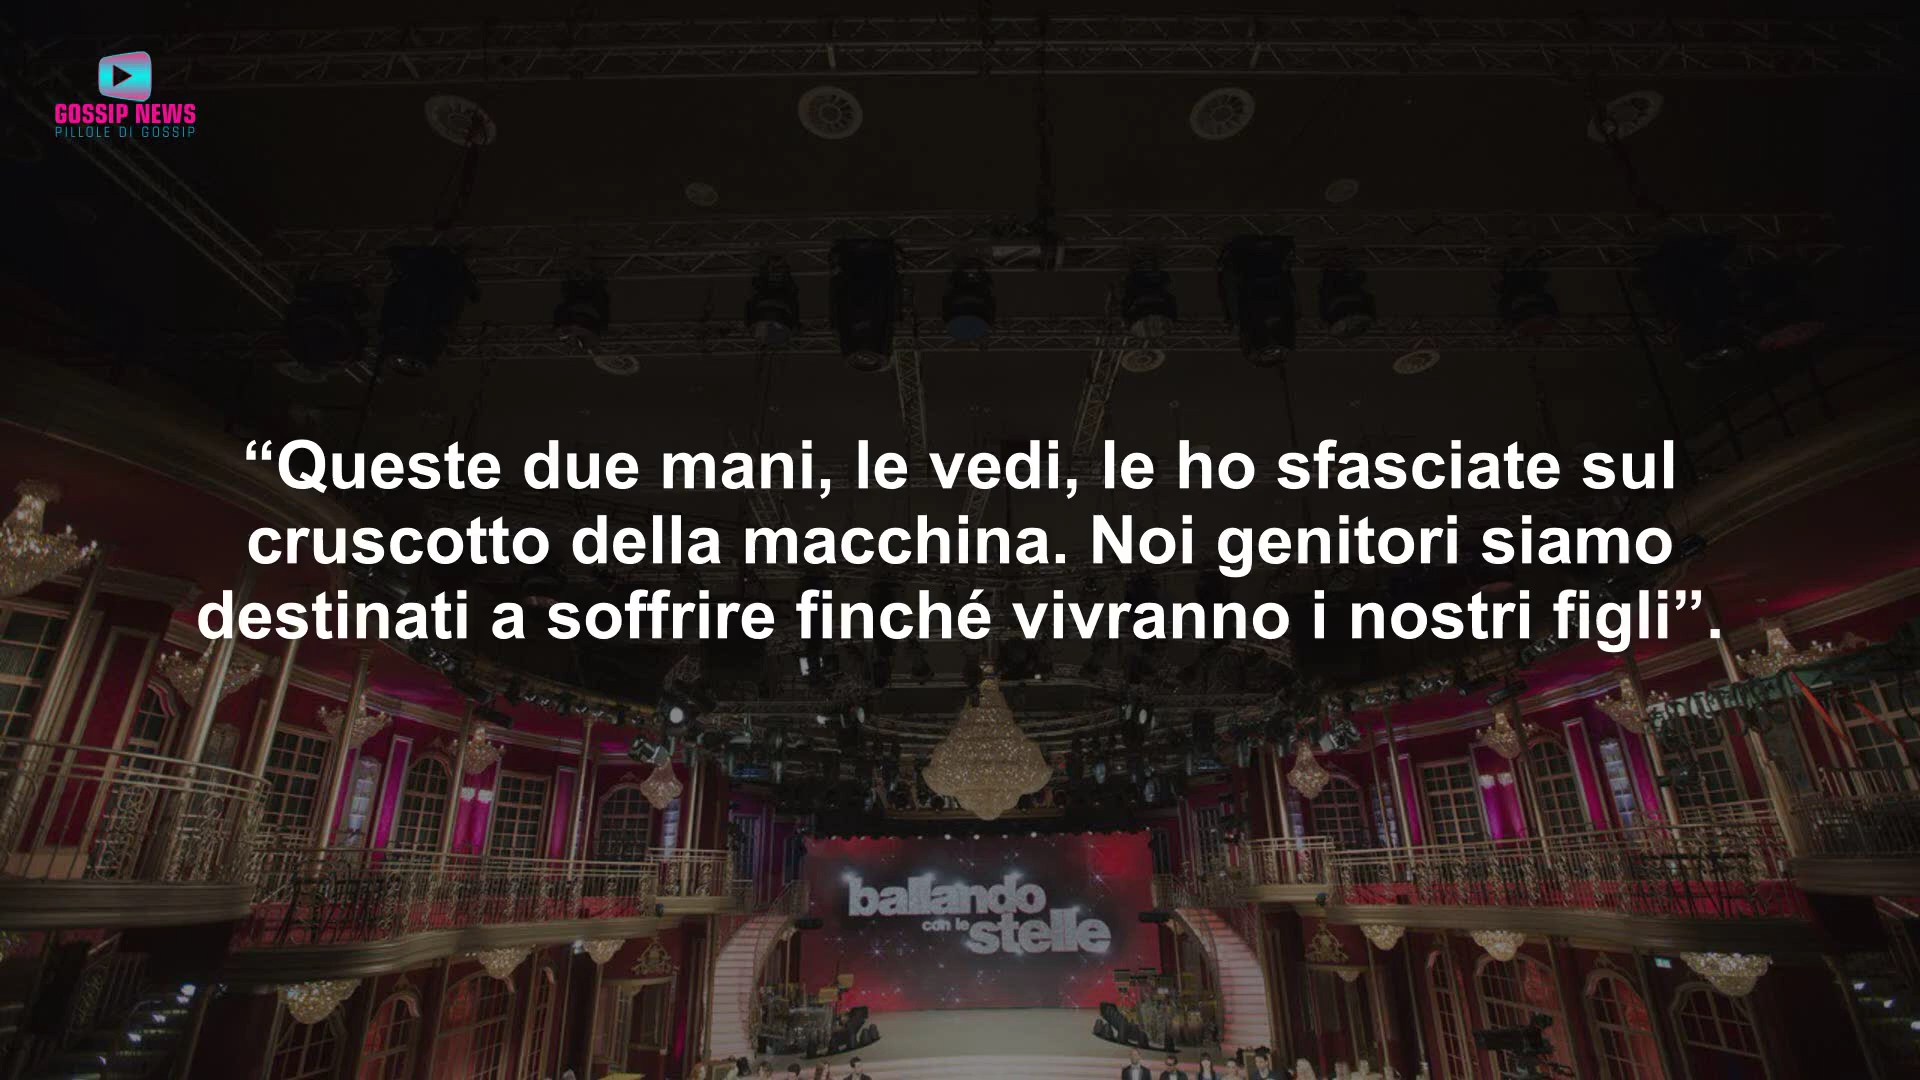 GOSSIP NEWS
PILLOLE DI GOSSIP
“Queste due mani, le vedi, le ho sfasciate sul
cruscotto della macchina. Noi genitori siamo
destinati a soffrire finché vivranno i nostri figli”.
ballando
con le
stelle